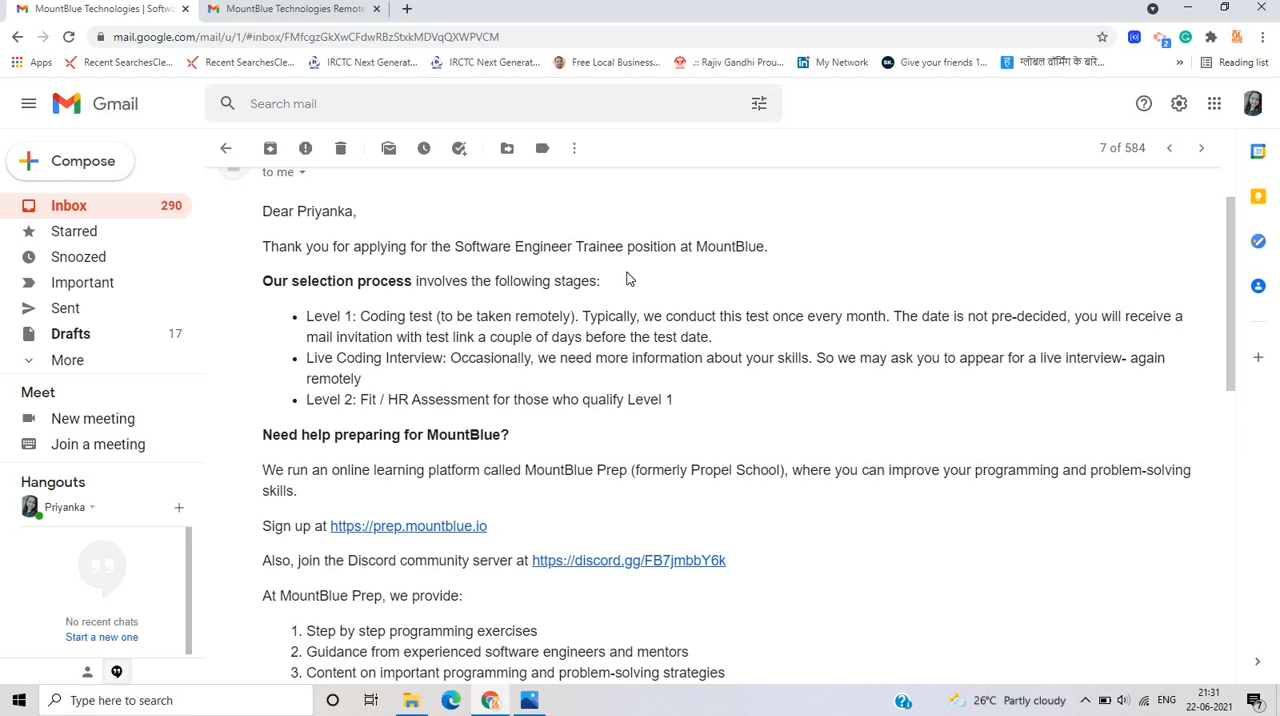 MountBlue Technologies | Softwa
MountBlue Technologies Remote
mail.google.com/mail/u/1/#inbox/FMfcgzGkXwCFdwRBzStxkMDVqQXWPVCM
2
Apps
Recent SearchesCle...
Recent SearchesCle...
IRCTC Next Generat...
IRCTC Next Generat...
Free Local Business...
.:: Rajiv Gandhi Prou...
My Network
Give your friends 1...
ग्लोबल वॉर्मिंग के बारे...
»
Reading list
Gmail
Search mail
Compose
7 of 584
Inbox 290
Starred
Snoozed
Important
Sent
Drafts 17
More
Meet
New meeting
Join a meeting
Hangouts
Priyanka
No recent chats
Start a new one
to me
Dear Priyanka,
Thank you for applying for the Software Engineer Trainee position at MountBlue.
Our selection process involves the following stages:
• Level 1: Coding test (to be taken remotely). Typically, we conduct this test once every month. The date is not pre-decided, you will receive a
mail invitation with test link a couple of days before the test date.
• Live Coding Interview: Occasionally, we need more information about your skills. So we may ask you to appear for a live interview- again
remotely
• Level 2: Fit / HR Assessment for those who qualify Level 1
Need help preparing for MountBlue?
We run an online learning platform called MountBlue Prep (formerly Propel School), where you can improve your programming and problem-solving
skills.
Sign up at https://prep.mountblue.io
Also, join the Discord community server at https://discord.gg/FB7jmbbY6k
At MountBlue Prep, we provide:
1. Step by step programming exercises
2. Guidance from experienced software engineers and mentors
3. Content on important programming and problem-solving strategies
Type here to search
26°C Partly cloudy
ENG
21:31
22-06-2021
7